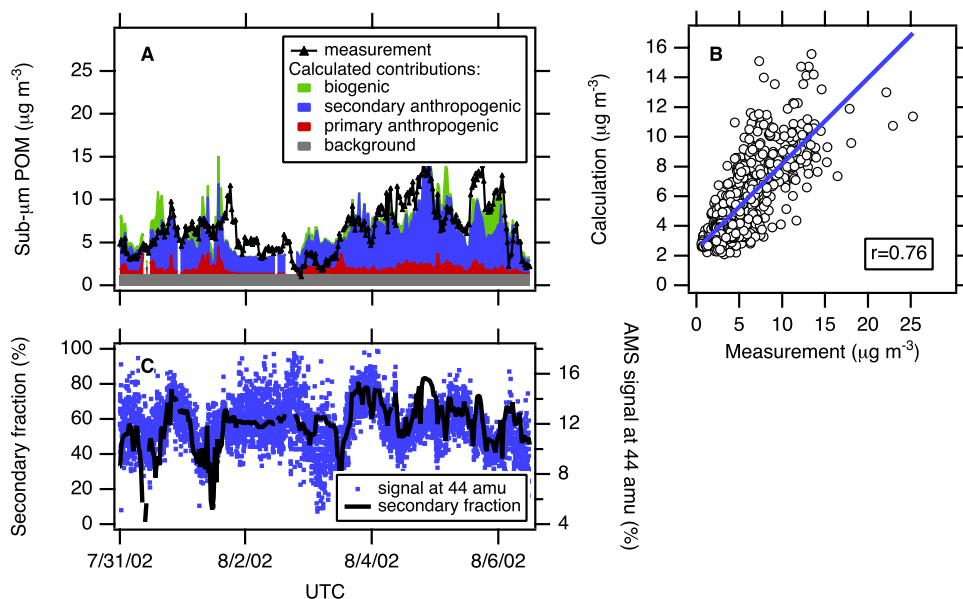 A
Sub-μm POM (μg m-3)
25
20
15
10
5
0
measurement
Calculated contributions:
biogenic
secondary anthropogenic
primary anthropogenic
background
B
Calculation (μg m-3)
16
14
12
10
8
6
4
2
0
r=0.76
0 5 10 15 20 25
Measurement (μg m-3)
C
Secondary fraction (%)
100
80
60
40
20
0
16
12
8
4
AMS signal at 44 amu (%)
signal at 44 amu
secondary fraction
7/31/02 8/2/02 8/4/02 8/6/02
UTC